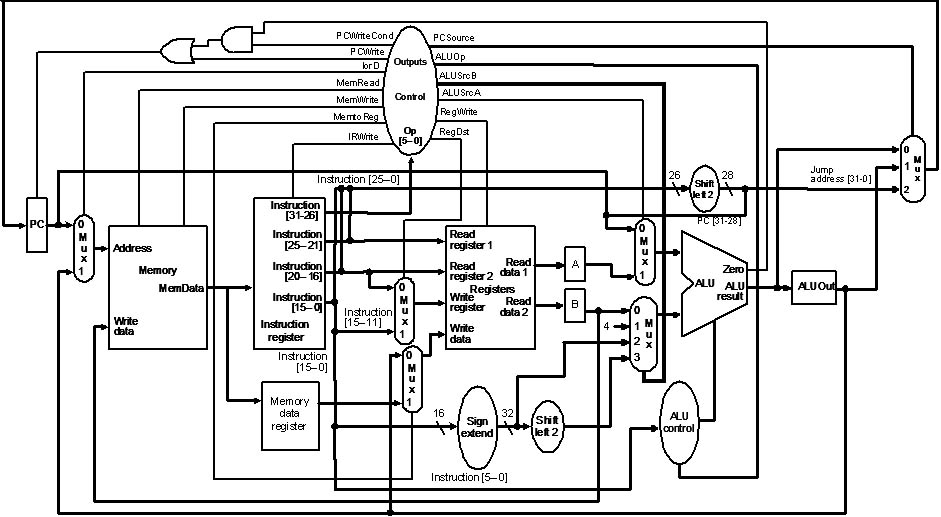 PCWriteCond
PCSource
PCWrite
ALUOp
IorD
Outputs
MemRead
ALUSrcB
ALUSrcA
Control
MemWrite
RegWrite
MemtoReg
RegDst
IRWrite
Op
[5–0]
0
M
u
x
1
2
Jump
address [31-0]
Instruction [25–0]
26
28
Shift
left 2
PC [31-28]
PC
0
M
u
x
1
Address
Memory
MemData
Write
data
Instruction
[31-26]
Instruction
[25–21]
Instruction
[20–16]
Instruction
[15–0]
Instruction
register
Instruction
[15–11]
Instruction
[15–0]
0
M
u
x
1
Read
register 1
Read
data 1
Read
register 2
Registers
Write
register
Read
data 2
Write
data
A
B
0
M
u
x
1
4
0
1
2
3
M
u
x
Zero
ALU
ALU
result
ALUOut
0
M
u
x
1
Memory
data
register
16
Sign
extend
32
Shift
left 2
ALU
control
Instruction [5–0]